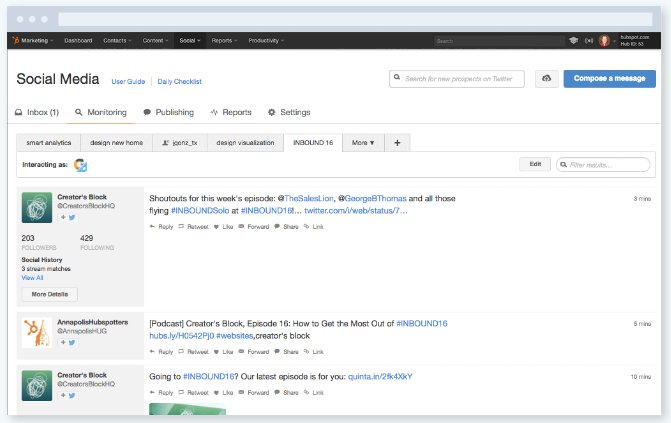 Marketing Dashboard Contacts Content Social Reports Productivity Search hubspot.com
Hub ID: 53
Social Media User Guide Daily Checklist Search for new prospects on Twitter Compose a message
Inbox (1) Monitoring Publishing Reports Settings
smart analytics design new home jgonz_tx design visualization INBOUND 16 More ▾ +
Interacting as: Edit Filter results...
Creator's Block
@CreatorsBlockHQ
203 429
FOLLOWERS FOLLOWING
Social History
3 stream matches
View All
More Details
Shoutouts for this week's episode: @TheSalesLion, @GeorgeBThomas and all those
flying #INBOUNDSolo at #INBOUND16!... twitter.com/i/web/status/7...
Reply Retweet Like Forward Share Link
3 mins
AnnapolisHubspotters
@AnnapolisHUG
[Podcast] Creator's Block, Episode 16: How to Get the Most Out of #INBOUND16
hubs.ly/H0542Pj0 #websites,creator's block
Reply Retweet Like Forward Share Link
5 mins
Creator's Block
@CreatorsBlockHQ
Going to #INBOUND16? Our latest episode is for you: quinta.in/2fk4XkY
Reply Retweet Like Forward Share Link
10 mins